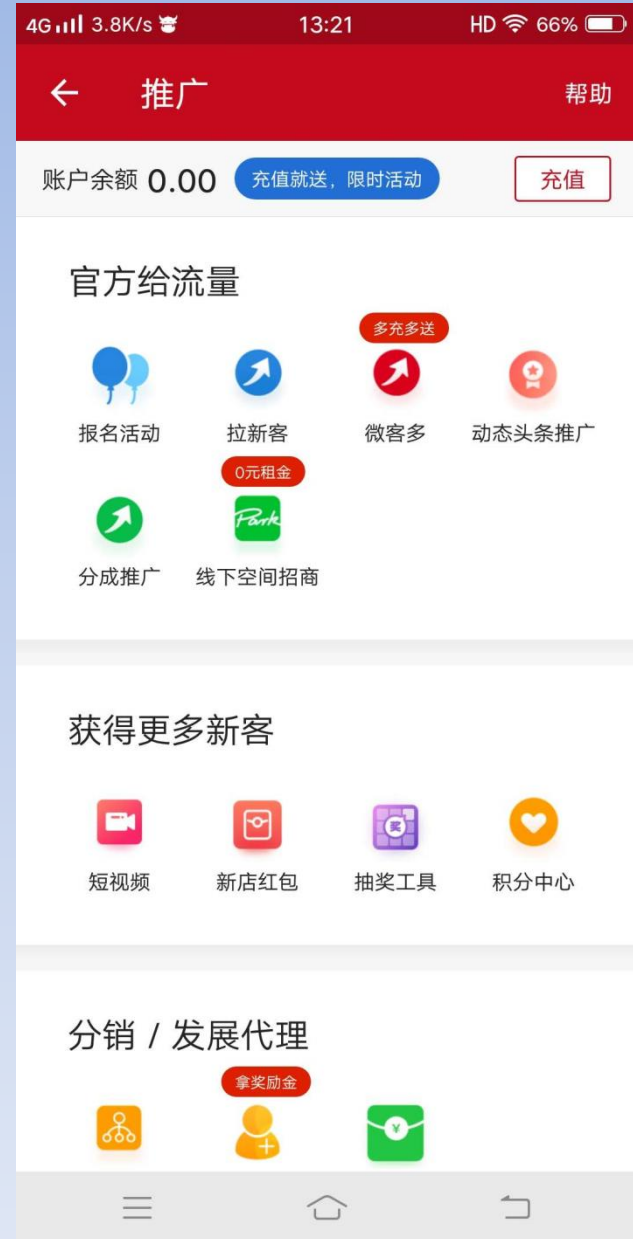 4G 3.8K/s 13:21 HD 66%
推广 帮助
账户余额 0.00 充值就送，限时活动 充值
官方给流量
多充多送
报名活动 拉新客 微客多 动态头条推广
0元租金
Park
分成推广 线下空间招商
获得更多新客
买
短视频 新店红包 抽奖工具 积分中心
分销 / 发展代理
拿奖励金
¥